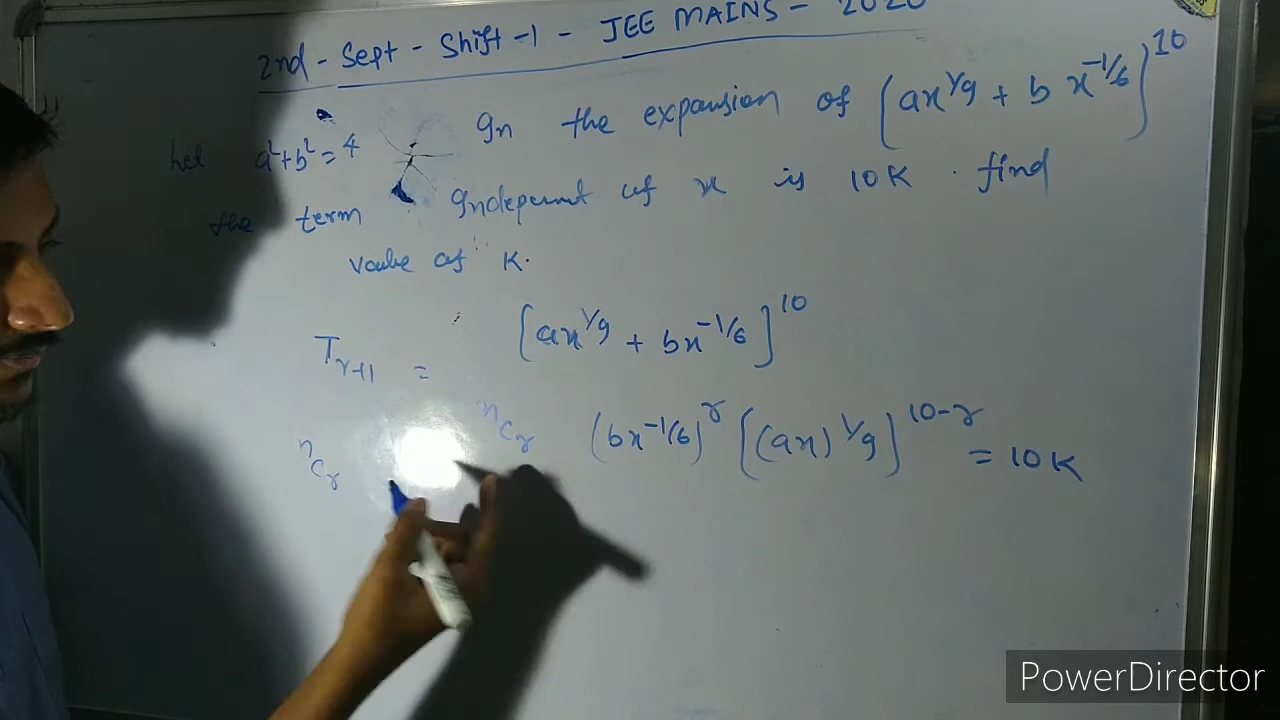 2nd - Sept - Shift-1 - JEE MAINS - 2020
Let a²+b²=4 In the expansion of (ax^1/9 + b x^-1/6)^10
the term Independent of x is 10K. find
value of K.
T_r+1 = [ax^1/9 + bx^-1/6]^10
nCr nCr (bx^-1/6)^r [(ax)^1/9]^10-r = 10K
PowerDirector